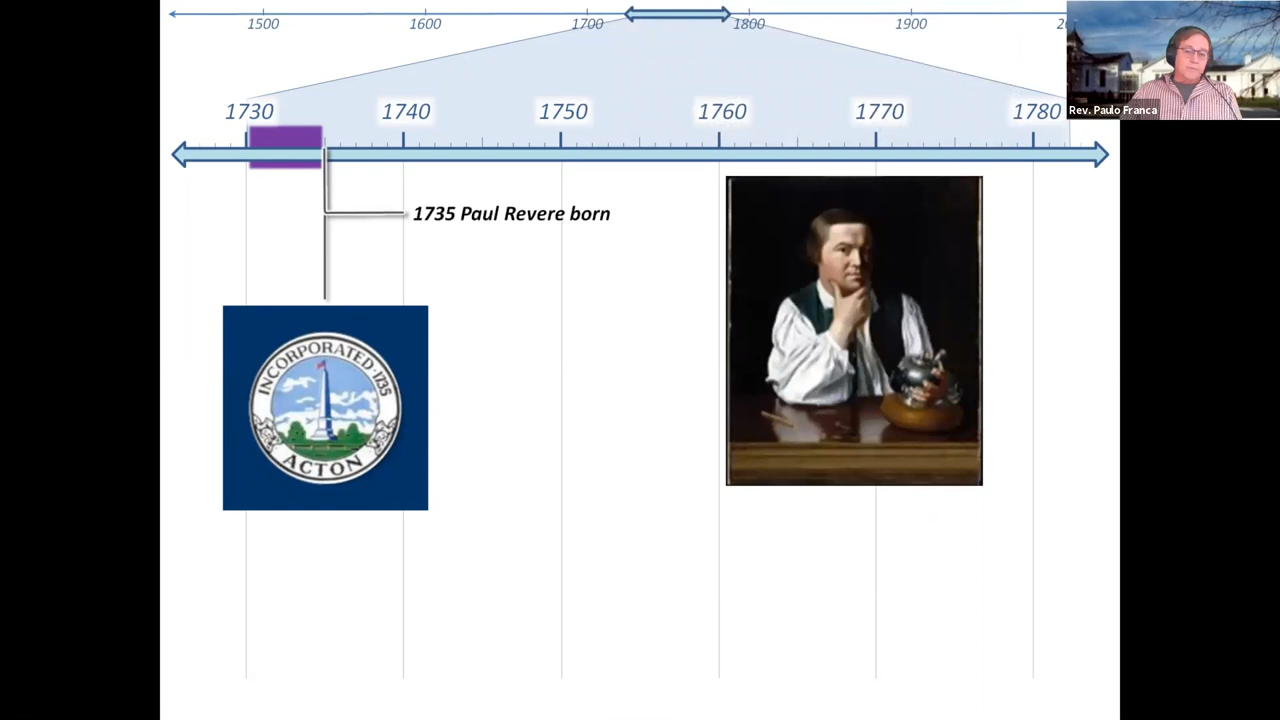 1500 1600 1700 1800 1900
Rev. Paulo Franca
1730 1740 1750 1760 1770 1780
1735 Paul Revere born
INCORPORATED·1735
ACTON